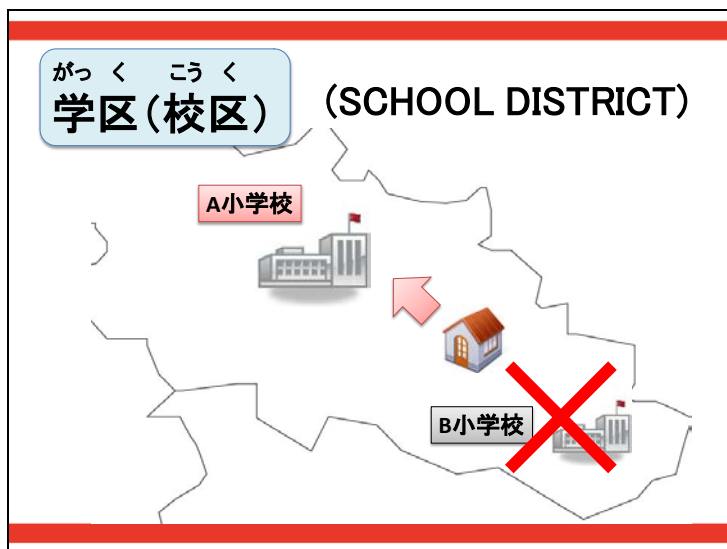 がっ く こう く
学区(校区)
(SCHOOL DISTRICT)
A小学校
B小学校